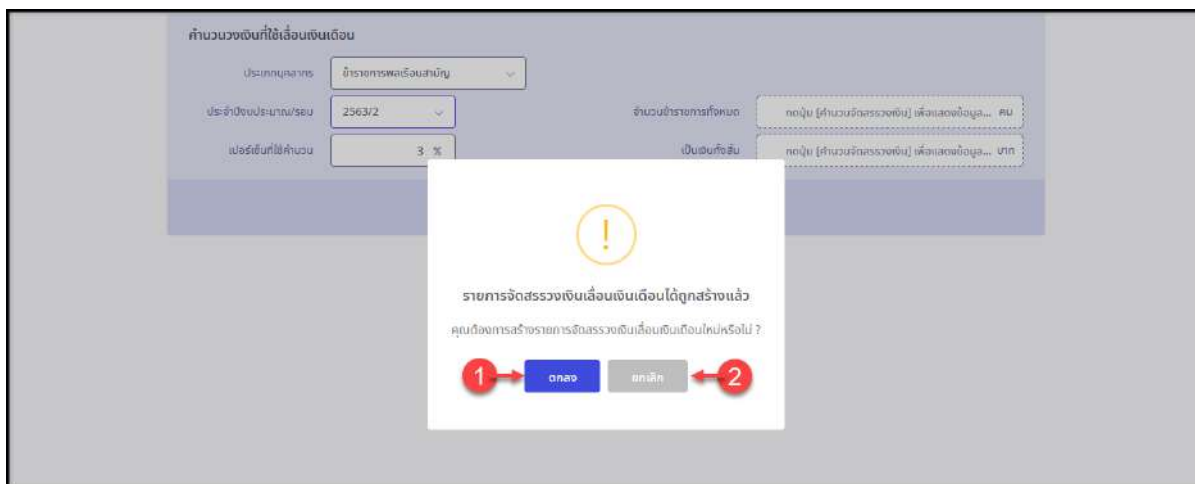 คำนวนวงเงินที่ใช้เลื่อนเงินเดือน
ประเภทบุคลากร ข้าราชการพลเรือนสามัญ
ประจำปีงบประมาณ/รอบ 2563/2 จำนวนข้าราชการทั้งหมด กดปุ่ม [คำนวนจัดสรรวงเงิน] เพื่อแสดงข้อมูล... คน
เปอร์เซ็นที่ใช้คำนวน 3 % เป็นเงินทั้งสิ้น กดปุ่ม [คำนวนจัดสรรวงเงิน] เพื่อแสดงข้อมูล... บาท
!
รายการจัดสรรวงเงินเลื่อนเงินเดือนได้ถูกสร้างแล้ว
คุณต้องการสร้างรายการจัดสรรวงเงินเลื่อนเงินเดือนใหม่หรือไม่ ?
1 ตกลง ยกเลิก 2